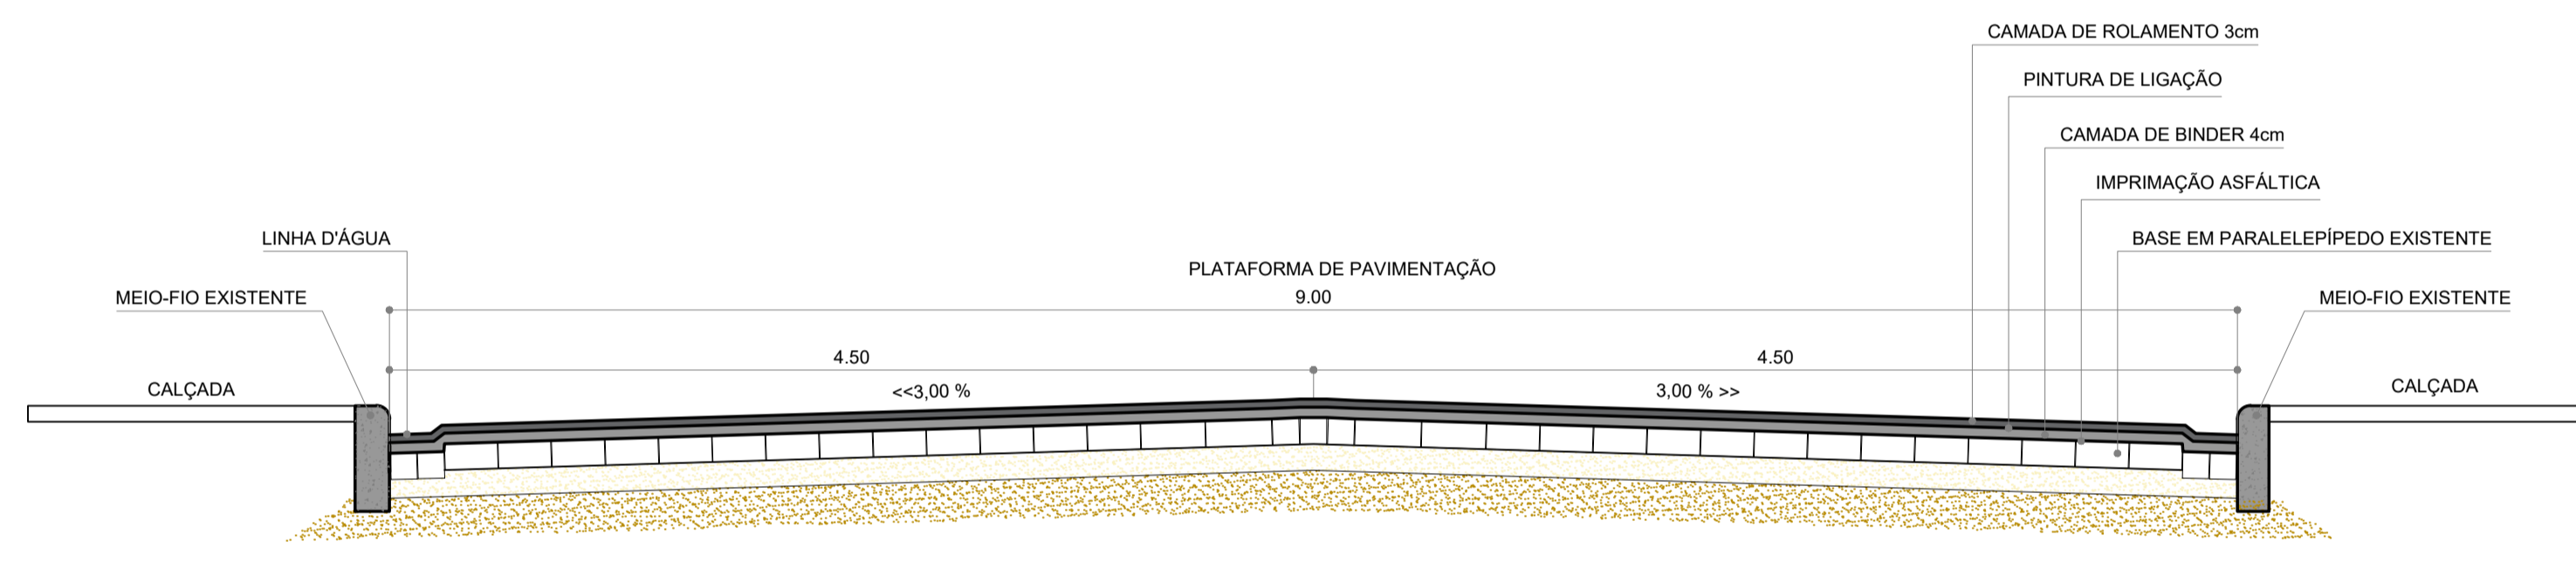 CAMADA DE ROLAMENTO 3cm
PINTURA DE LIGAÇÃO
CAMADA DE BINDER 4cm
IMPRIMAÇÃO ASFÁLTICA
LINHA D'ÁGUA
BASE EM PARALELEPÍPEDO EXISTENTE
PLATAFORMA DE PAVIMENTAÇÃO
9.00
MEIO-FIO EXISTENTE
MEIO-FIO EXISTENTE
4.50
4.50
CALÇADA
<<3,00 %
3,00 % >>
CALÇADA